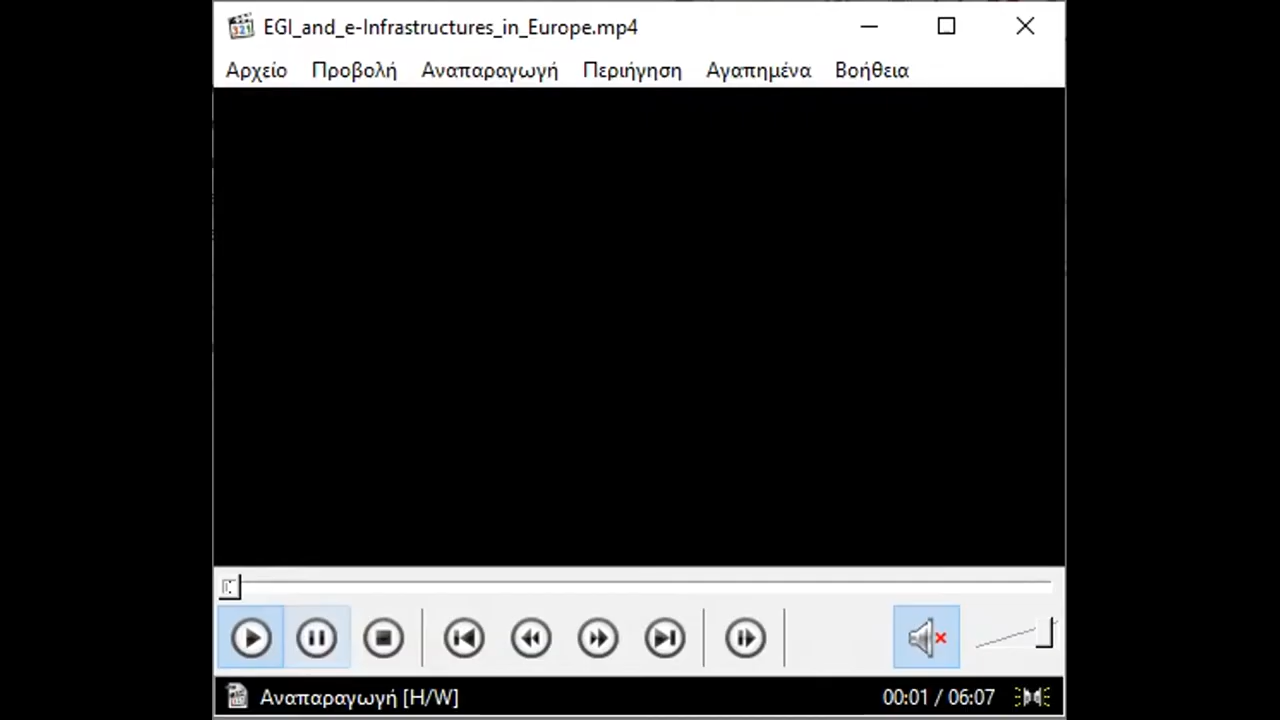 EGI_and_e-Infrastructures_in_Europe.mp4
Αρχείο Προβολή Αναπαραγωγή Περιήγηση Αγαπημένα Βοήθεια
Αναπαραγωγή [H/W] 00:01 / 06:07